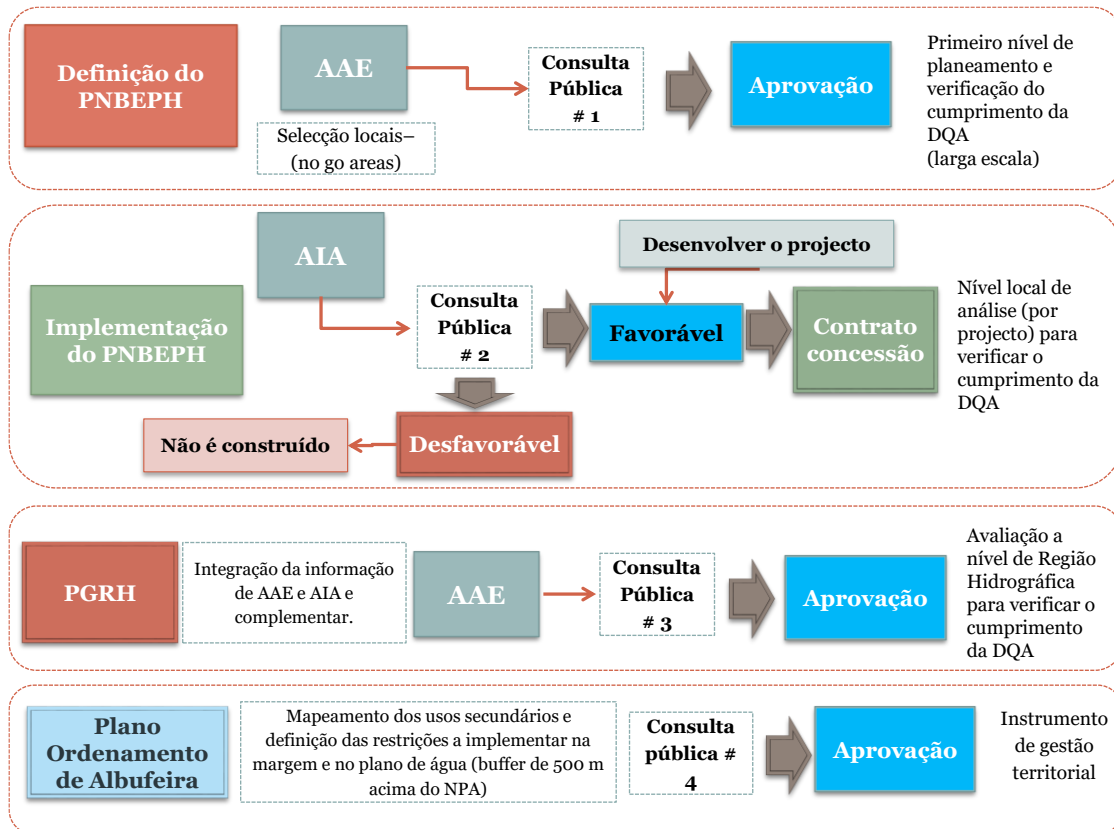 Definição do
PNBEPH
AAE
Selecção locais–
(no go areas)
Consulta
Pública
# 1
Aprovação
Primeiro nível de
planeamento e
verificação do
cumprimento da
DQA
(larga escala)
Implementação
do PNBEPH
AIA
Consulta
Pública
# 2
Desenvolver o projecto
Favorável
Contrato
concessão
Nível local de
análise (por
projecto) para
verificar o
cumprimento da
DQA
Não é construído
Desfavorável
PGRH
Integração da informação
de AAE e AIA e
complementar.
AAE
Consulta
Pública
# 3
Aprovação
Avaliação a
nível de Região
Hidrográfica
para verificar o
cumprimento
da DQA
Plano
Ordenamento
de Albufeira
Mapeamento dos usos secundários e
definição das restrições a implementar na
margem e no plano de água (buffer de 500 m
acima do NPA)
Consulta
pública #
4
Aprovação
Instrumento
de gestão
territorial